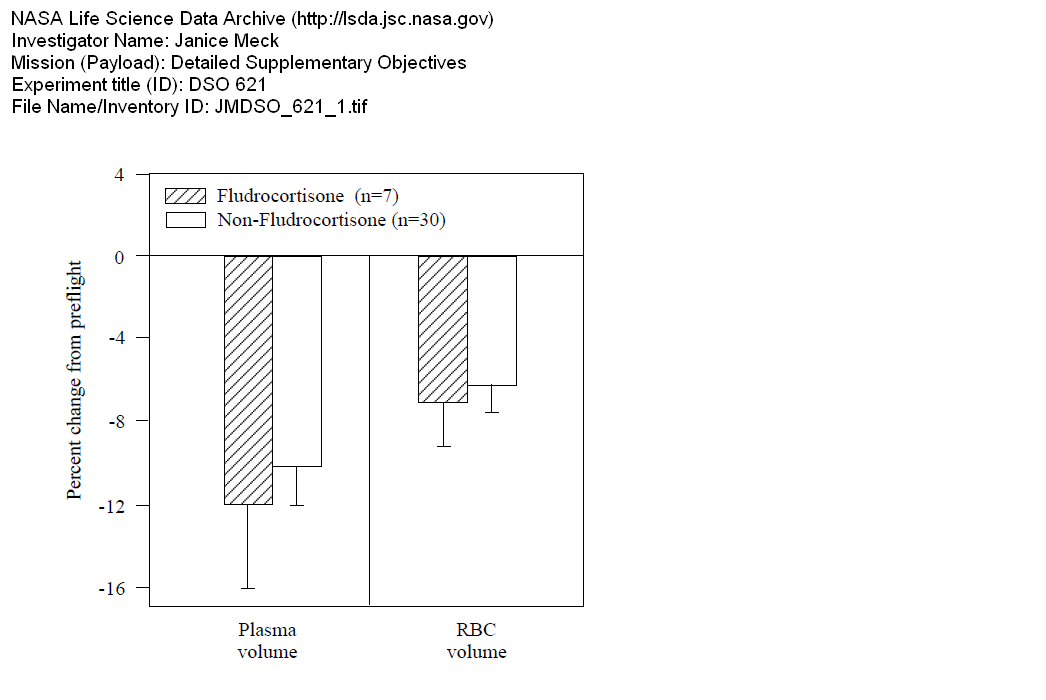 NASA Life Science Data Archive (http://lsda.jsc.nasa.gov)
Investigator Name: Janice Meck
Mission (Payload): Detailed Supplementary Objectives
Experiment title (ID): DSO 621
File Name/Inventory ID: JMDSO_621_1.tif
Fludrocortisone (n=7)
Non-Fludrocortisone (n=30)
Percent change from preflight
4
0
-4
-8
-12
-16
Plasma
volume
RBC
volume